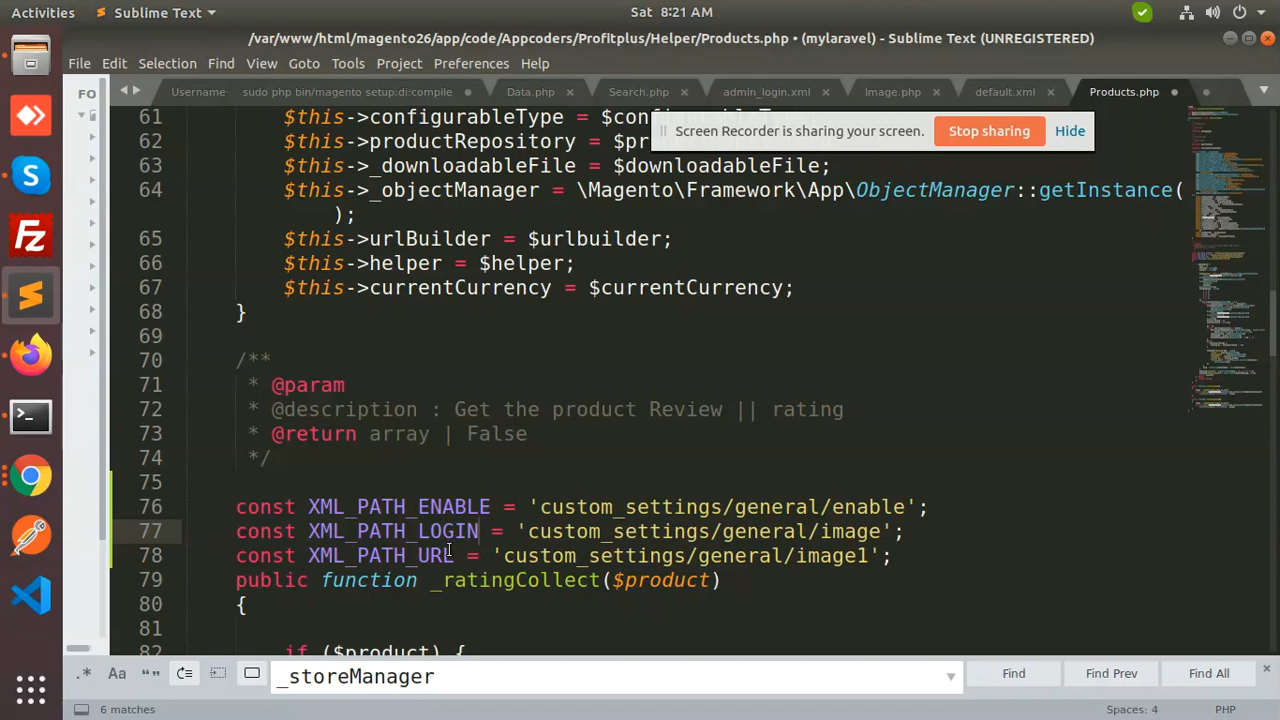 Activities Sublime Text Sat 8:21 AM
/var/www/html/magento26/app/code/Appcoders/Profitplus/Helper/Products.php • (mylaravel) - Sublime Text (UNREGISTERED)
File Edit Selection Find View Goto Tools Project Preferences Help
FO
Username sudo php bin/magento setup:di:compile Data.php Search.php admin_login.xml Image.php default.xml Products.php
Screen Recorder is sharing your screen. Stop sharing Hide
61 $this->configurableType =
62 $this->productRepository =
63 $this->_downloadableFile = $downloadableFile;
64 $this->_objectManager = \Magento\Framework\App\ObjectManager::getInstance(
);
65 $this->urlBuilder = $urlbuilder;
66 $this->helper = $helper;
67 $this->currentCurrency = $currentCurrency;
68 }
69
70 /**
71 * @param
72 * @description : Get the product Review || rating
73 * @return array | False
74 */
75
76 const XML_PATH_ENABLE = 'custom_settings/general/enable';
77 const XML_PATH_LOGIN = 'custom_settings/general/image';
78 const XML_PATH_URL = 'custom_settings/general/image1';
79 public function _ratingCollect($product)
80 {
81
82 if ($product) {
.* Aa “” _storeManager Find Find Prev Find All
6 matches Spaces: 4 PHP